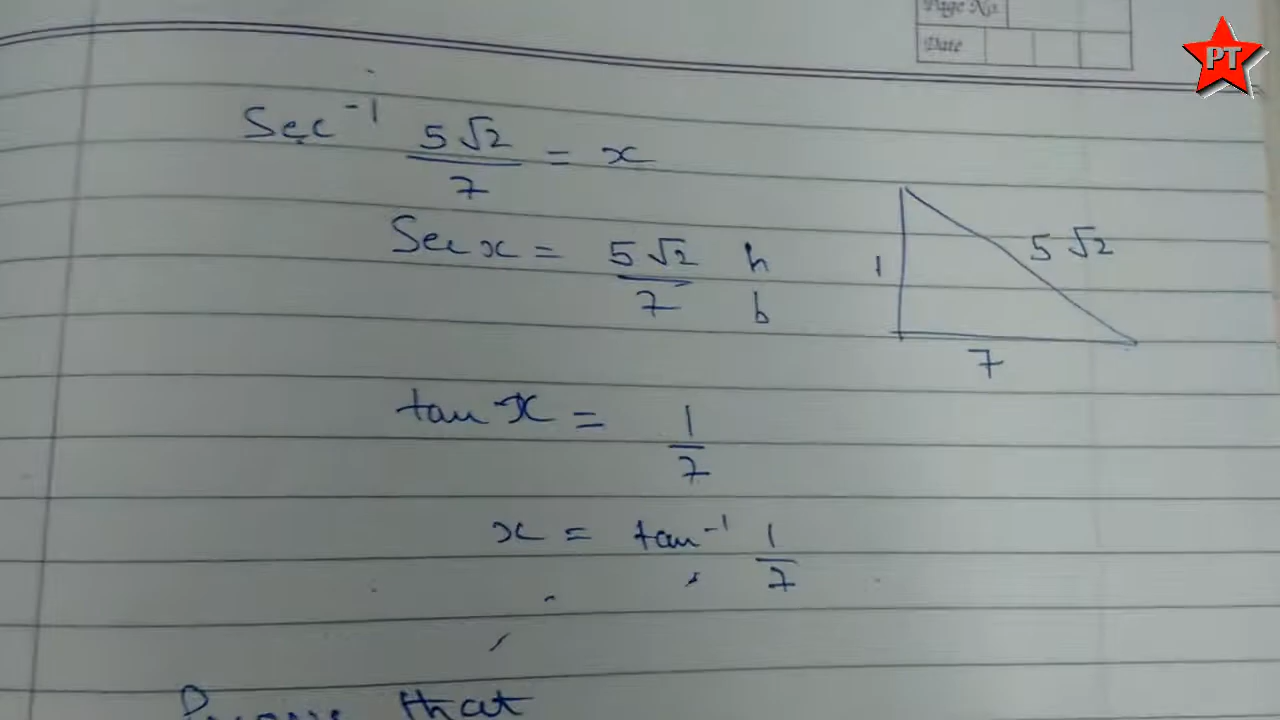 Page No.
Date
PT
Sec⁻¹ 5√2/7 = x
Sec x = 5√2/7 h/b
1
5√2
7
tan x = 1/7
x = tan⁻¹ 1/7
Prove that